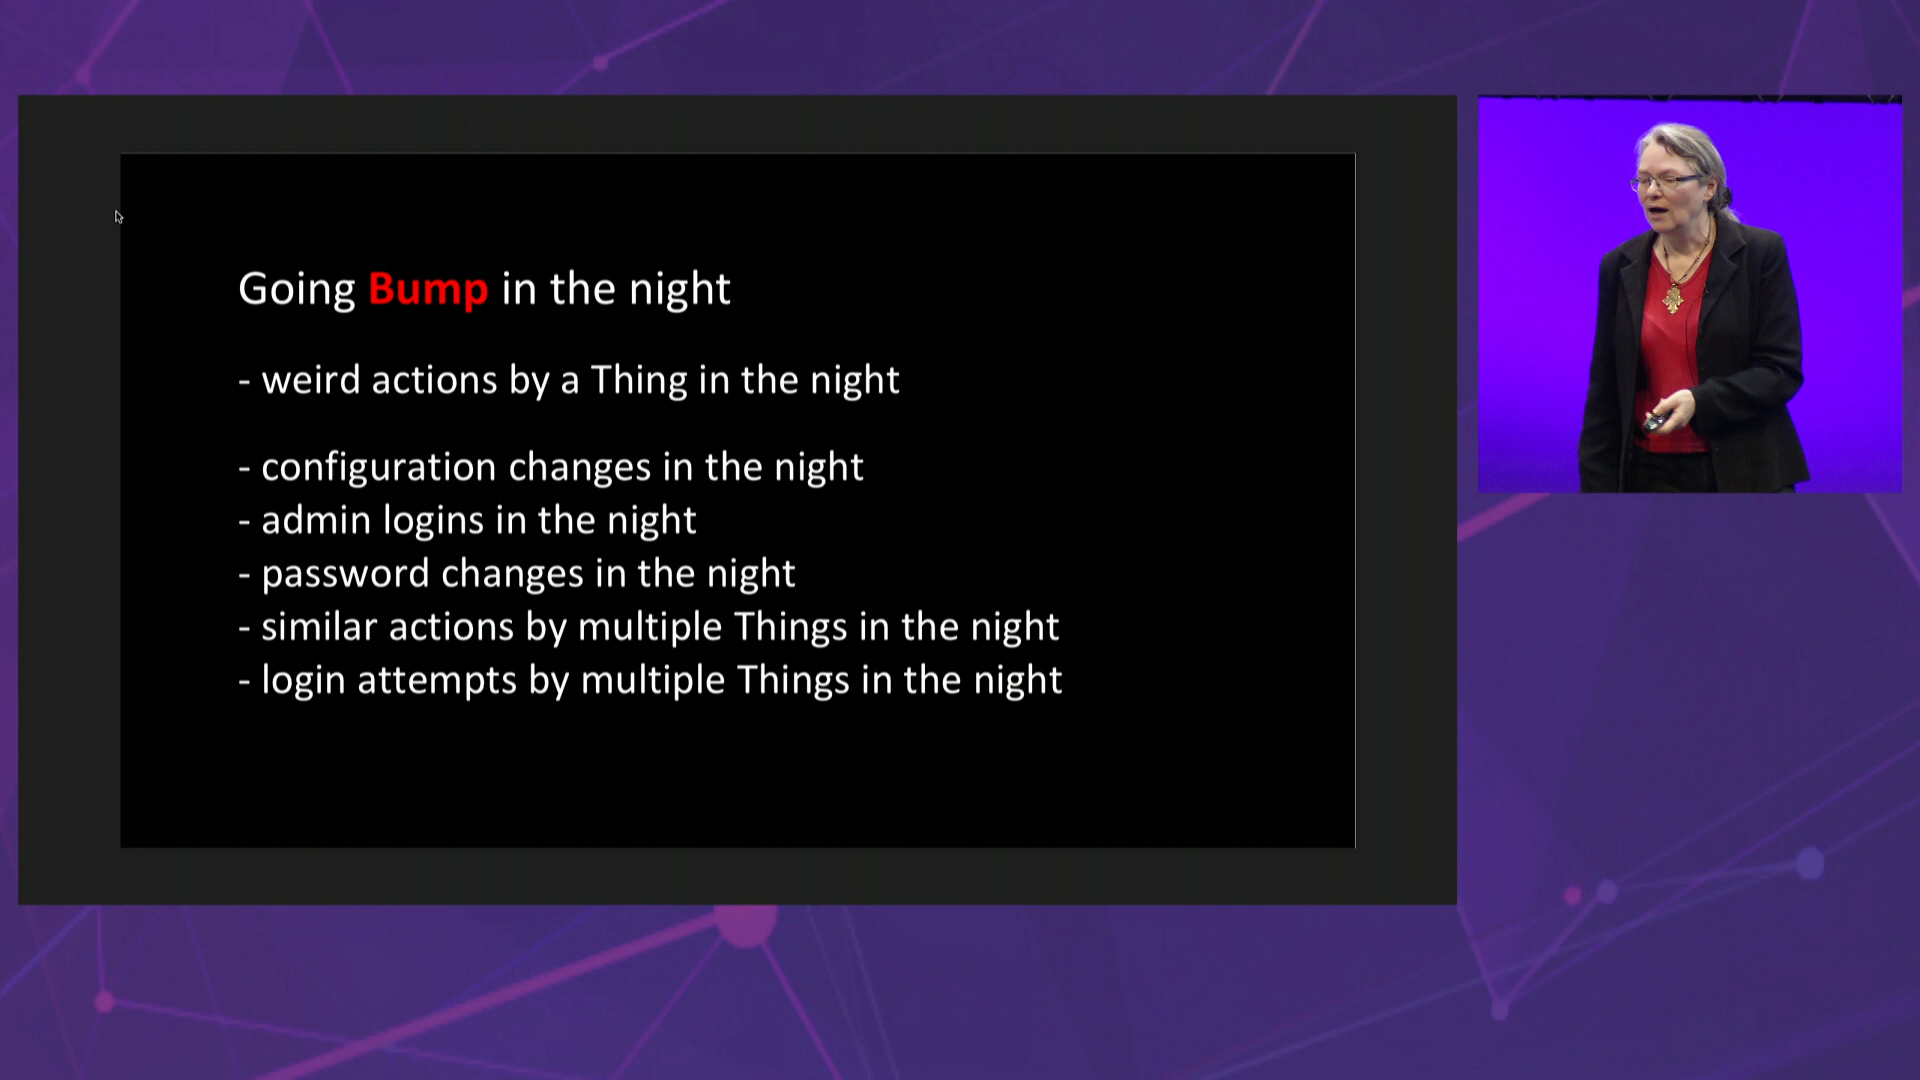 Going Bump in the night
- weird actions by a Thing in the night
- configuration changes in the night
- admin logins in the night
- password changes in the night
- similar actions by multiple Things in the night
- login attempts by multiple Things in the night